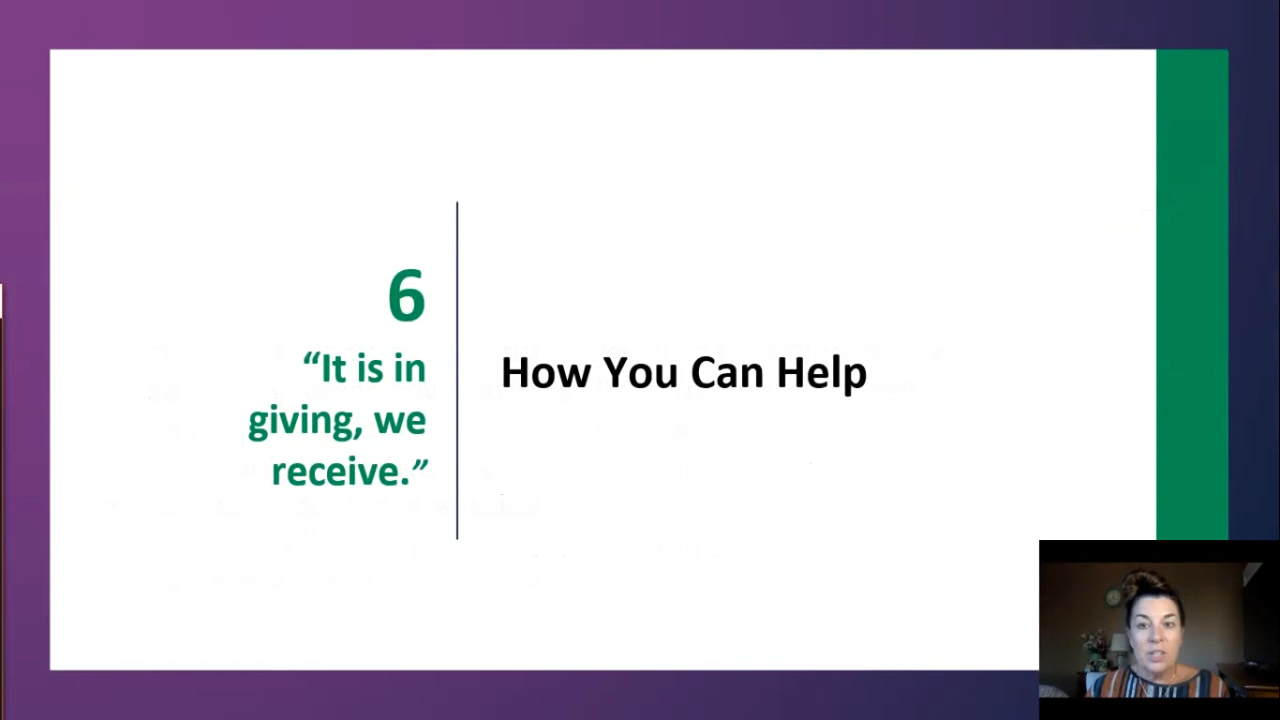 6
“It is in
giving, we
receive.”
How You Can Help